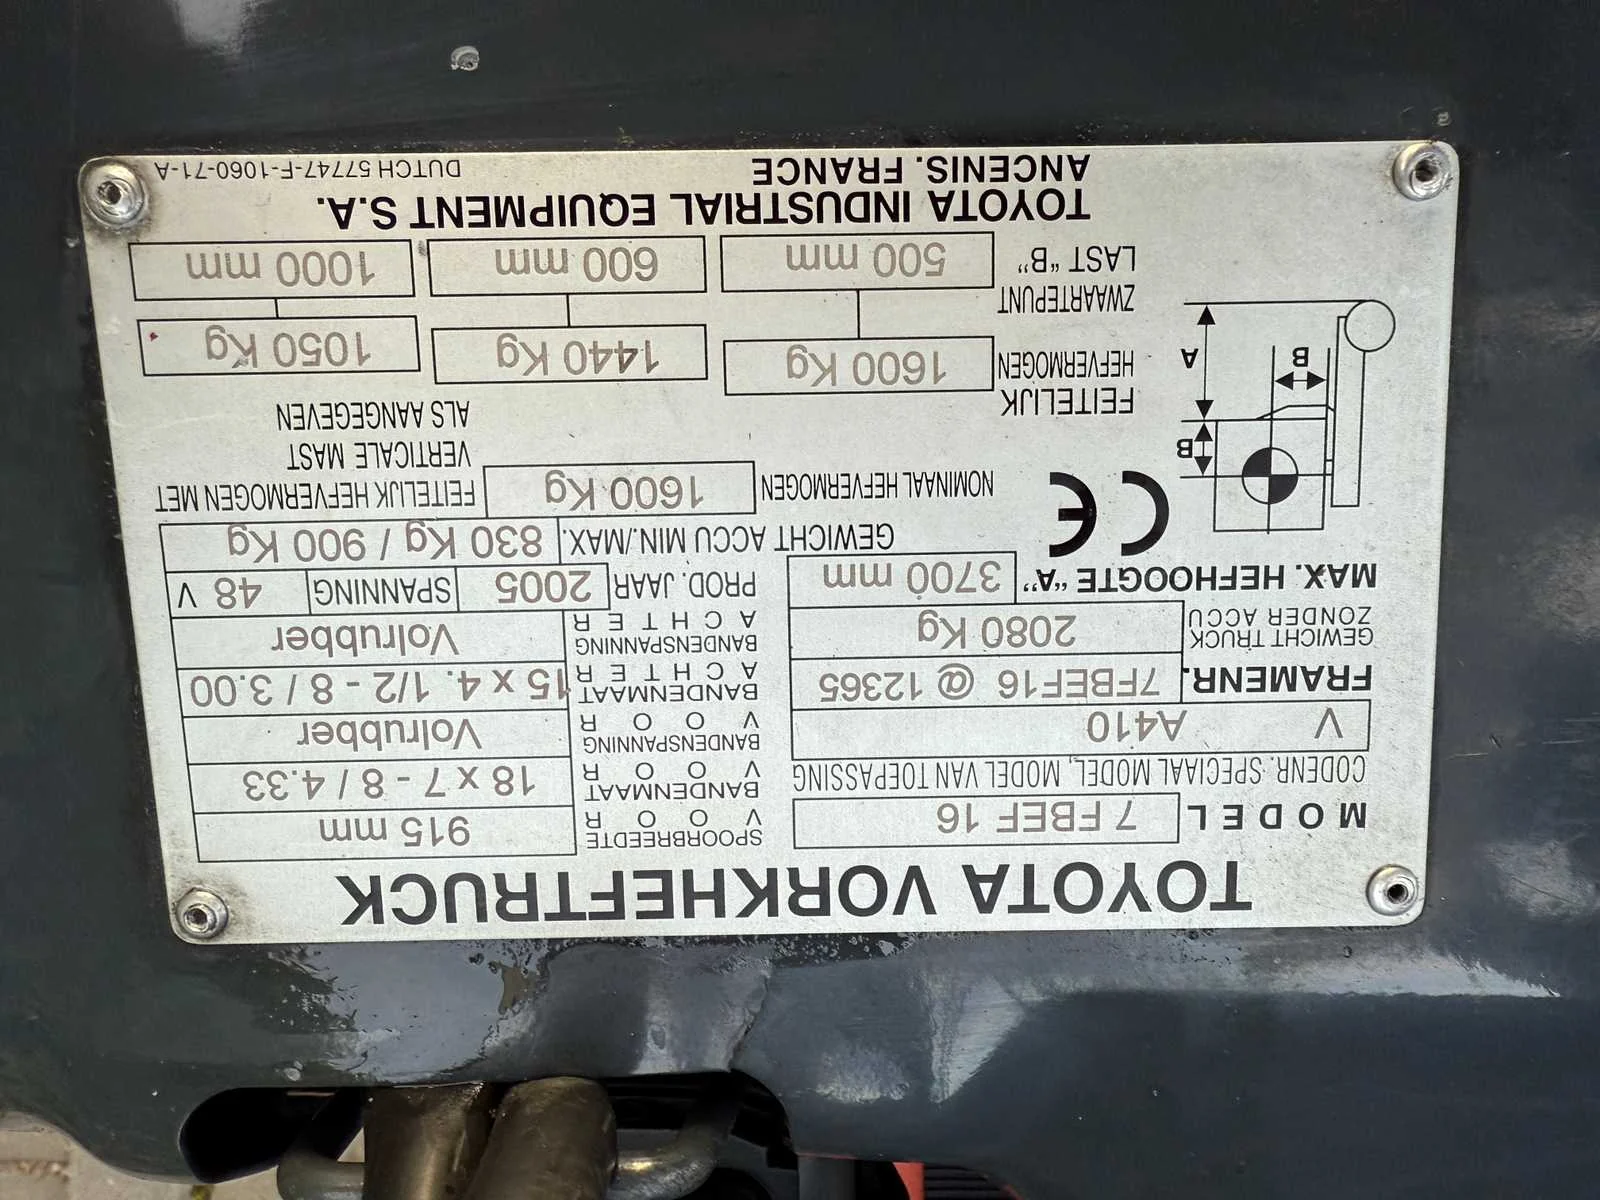 TOYOTA VORKHEFTRUCK
MODEL 7 FBEF 16
CODENR. SPECIAAL MODEL, MODEL VAN TOEPASSING
V A410
FRAMENR. 7FBEF16 @ 12365
GEWICHT TRUCK
ZONDER ACCU 2080 Kg
MAX. HEFHOOGTE "A" 3700 mm
SPOORBREEDTE
VOOR 915 mm
BANDENMAAT
VOOR 18 x 7 - 8 / 4.33
BANDENSPANNING
VOOR Volrubber
BANDENMAAT
ACHTER 15 x 4. 1/2 - 8 / 3.00
BANDENSPANNING
ACHTER Volrubber
PROD. JAAR 2005 SPANNING 48 V
GEWICHT ACCU MIN./MAX. 830 Kg / 900 Kg
CE
NOMINAAL HEFVERMOGEN 1600 Kg
FEITELIJK HEFVERMOGEN MET
VERTICALE MAST
ALS AANGEGEVEN
B
A
B
FEITELIJK
HEFVERMOGEN 1600 Kg 1440 Kg 1050 Kg
ZWAARTEPUNT
LAST "B" 500 mm 600 mm 1000 mm
TOYOTA INDUSTRIAL EQUIPMENT S.A.
ANCENIS. FRANCE
DUTCH 57747-F-1060-71-A